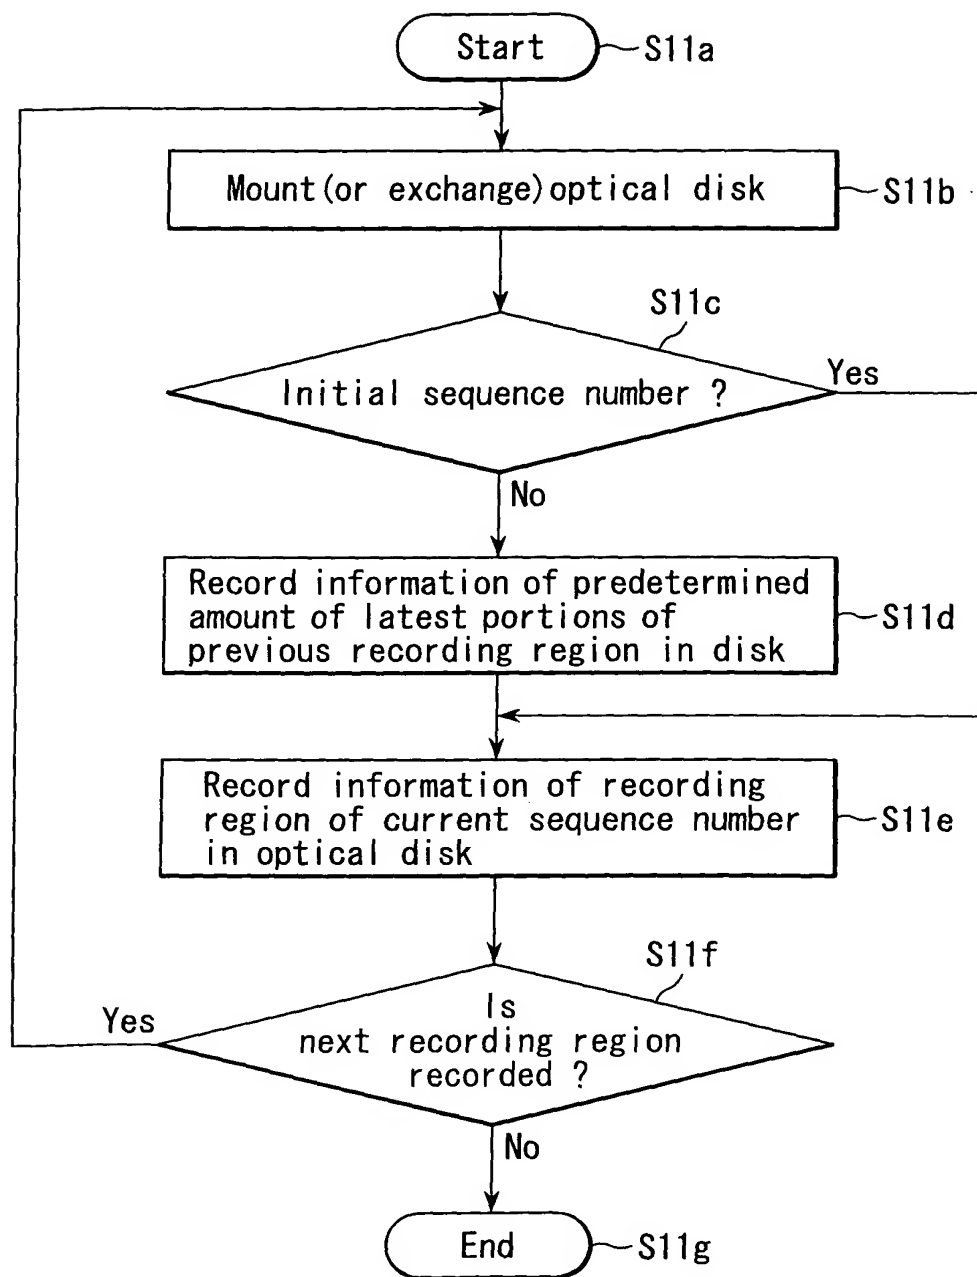 Start
S11a
Mount(or exchange)optical disk
S11b
S11c
Initial sequence number ?
Yes
No
Record information of predetermined
amount of latest portions of
previous recording region in disk
S11d
Record information of recording
region of current sequence number
in optical disk
S11e
S11f
Is
next recording region
recorded ?
Yes
No
End
S11g